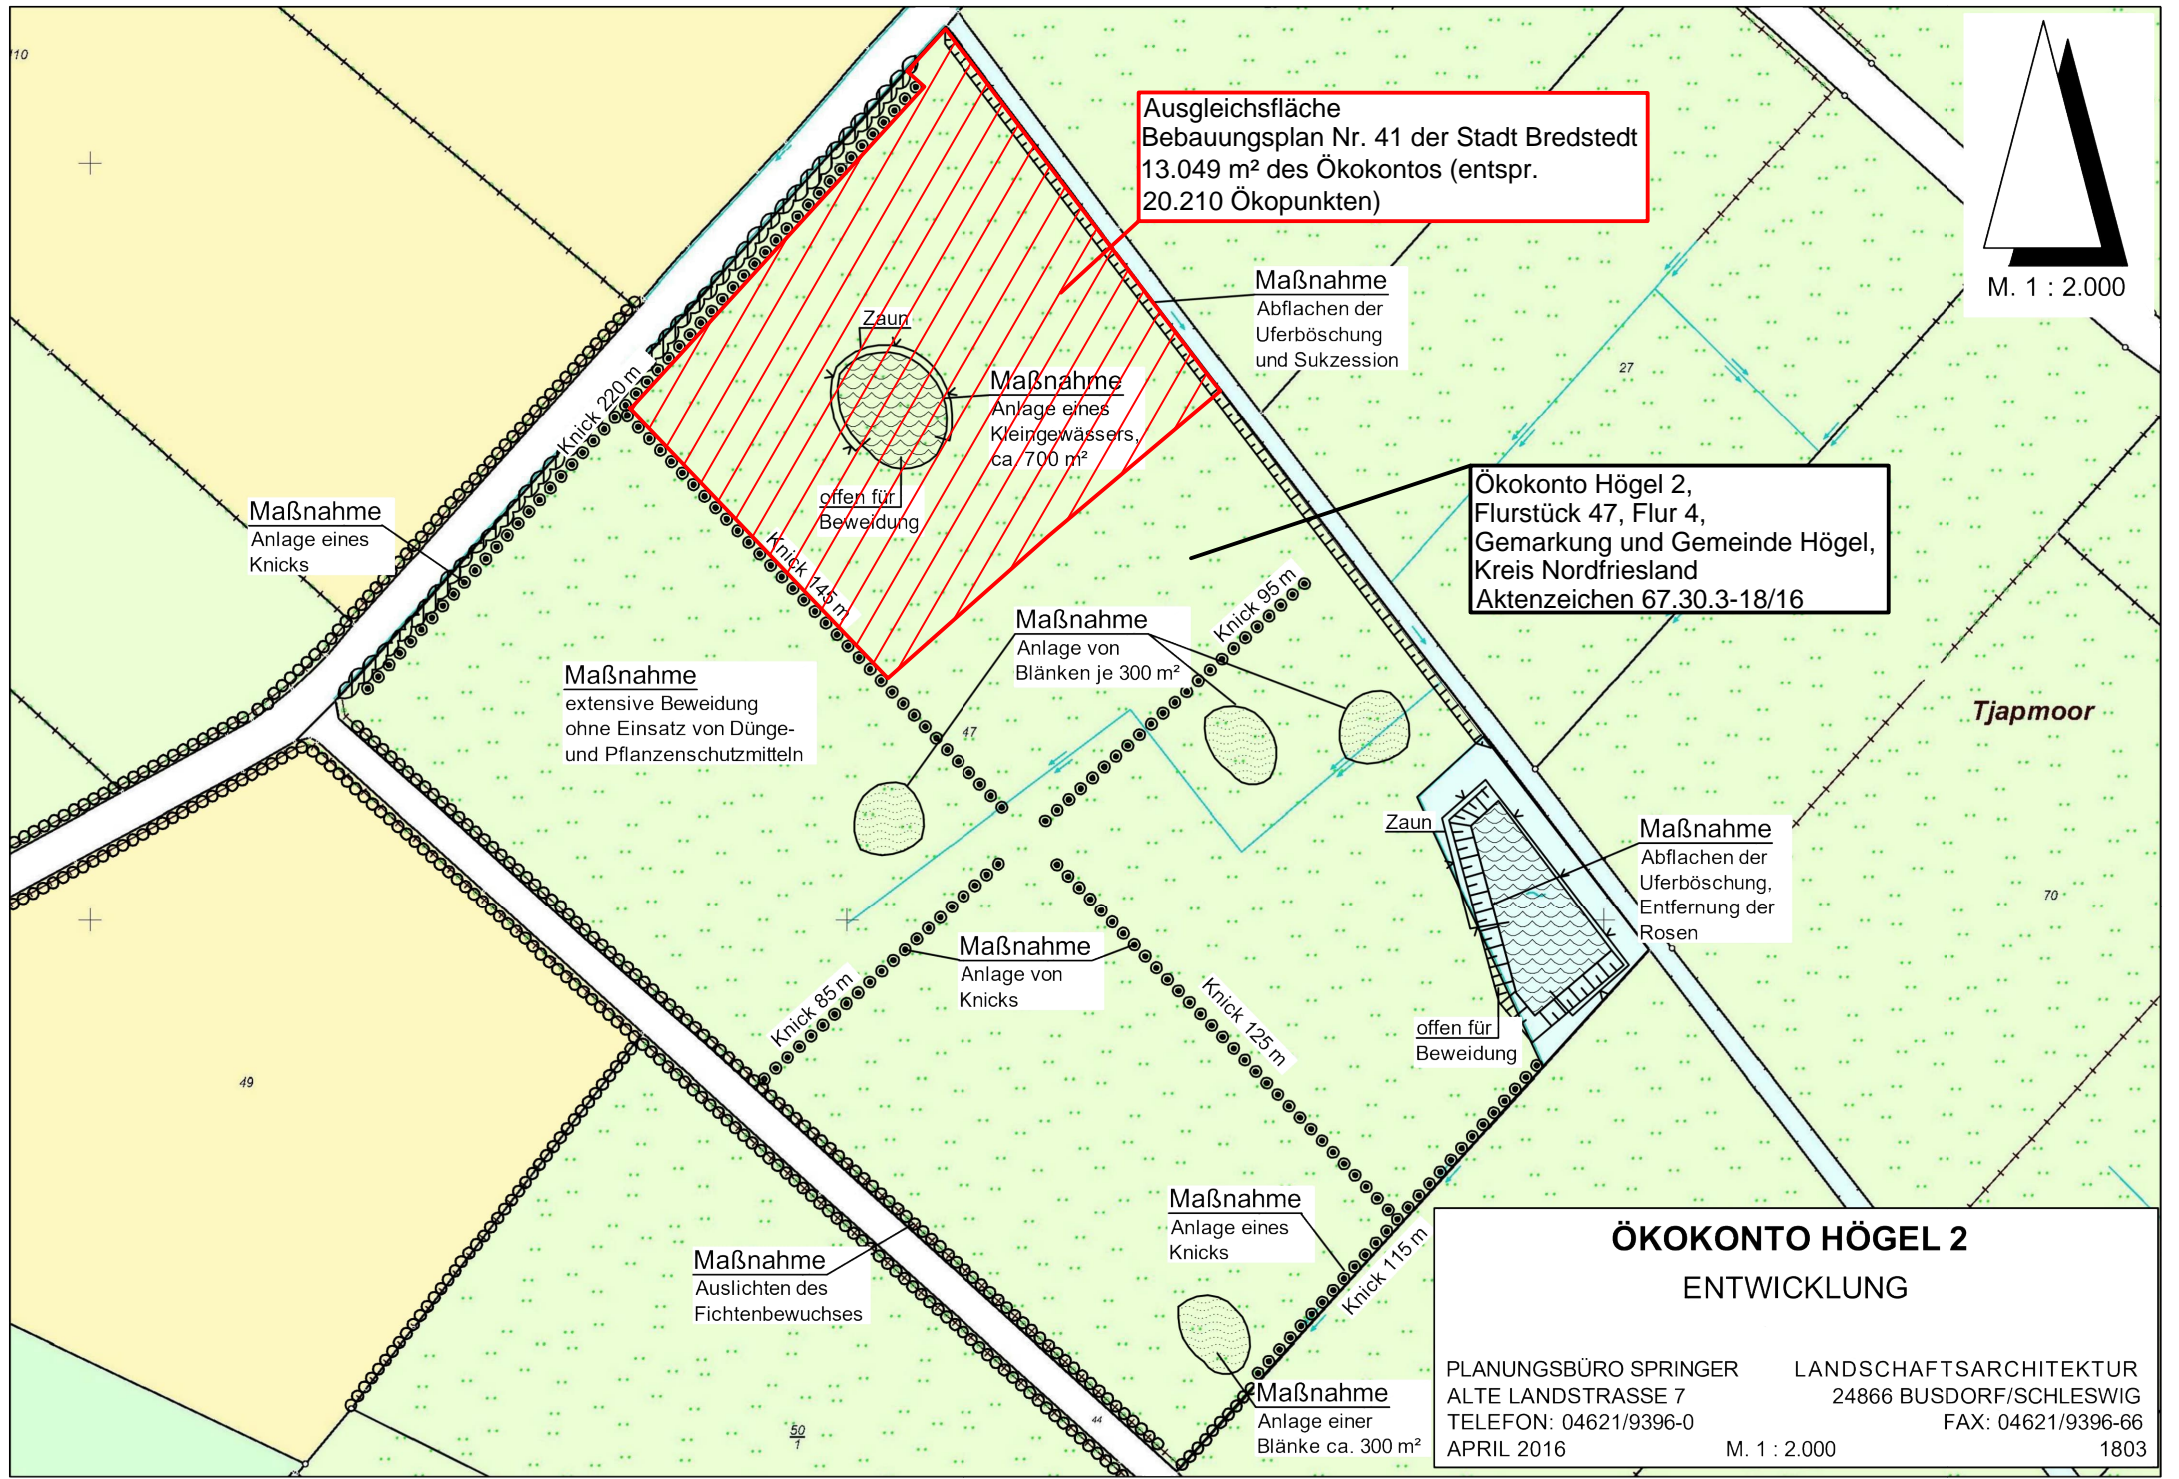 110
Ausgleichsfläche
Bebauungsplan Nr. 41 der Stadt Bredstedt
13.049 m² des Ökokontos (entspr.
20.210 Ökopunkten)
M. 1 : 2.000
Maßnahme
Abflachen der
Uferböschung
und Sukzession
Zaun
Maßnahme
Anlage eines
Kleingewässers,
ca. 700 m²
offen für
Beweidung
27
Knick 220 m
Maßnahme
Anlage eines
Knicks
Ökokonto Högel 2,
Flurstück 47, Flur 4,
Gemarkung und Gemeinde Högel,
Kreis Nordfriesland
Aktenzeichen 67.30.3-18/16
Knick 145 m
Knick 95 m
Maßnahme
Anlage von
Blänken je 300 m²
Maßnahme
extensive Beweidung
ohne Einsatz von Dünge-
und Pflanzenschutzmitteln
47
Tjapmoor
Zaun
Maßnahme
Abflachen der
Uferböschung,
Entfernung der
Rosen
70
Maßnahme
Anlage von
Knicks
Knick 85 m
Knick 125 m
offen für
Beweidung
49
Maßnahme
Anlage eines
Knicks
Knick 115 m
Maßnahme
Auslichten des
Fichtenbewuchses
Maßnahme
Anlage einer
Blänke ca. 300 m²
44
50
1
ÖKOKONTO HÖGEL 2
ENTWICKLUNG
PLANUNGSBÜRO SPRINGER LANDSCHAFTSARCHITEKTUR
ALTE LANDSTRASSE 7 24866 BUSDORF/SCHLESWIG
TELEFON: 04621/9396-0 FAX: 04621/9396-66
APRIL 2016 M. 1 : 2.000 1803